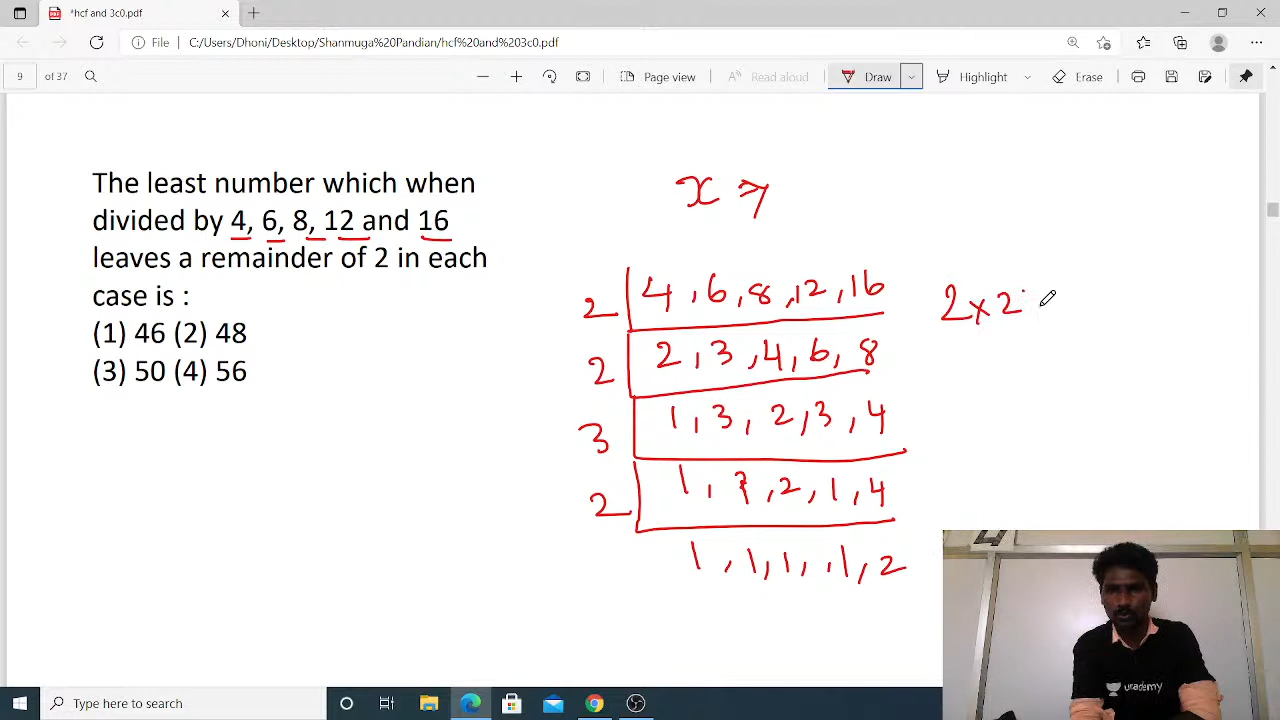 *hcf and 3c0.pdf
File C:/Users/Dhoni/Desktop/Shanmuga%20Pandian/hcf%20and%203c0.pdf
9 of 37 Page view Read aloud Draw Highlight Erase
The least number which when
divided by 4, 6, 8, 12 and 16
leaves a remainder of 2 in each
case is :
(1) 46 (2) 48
(3) 50 (4) 56
x ⇒
2 4, 6, 8, 12, 16
2 2, 3, 4, 6, 8
3 1, 3, 2, 3, 4
2 1, 1, 2, 1, 4
1, 1, 1, 1, 2
2 x 2
uracademy
Type here to search